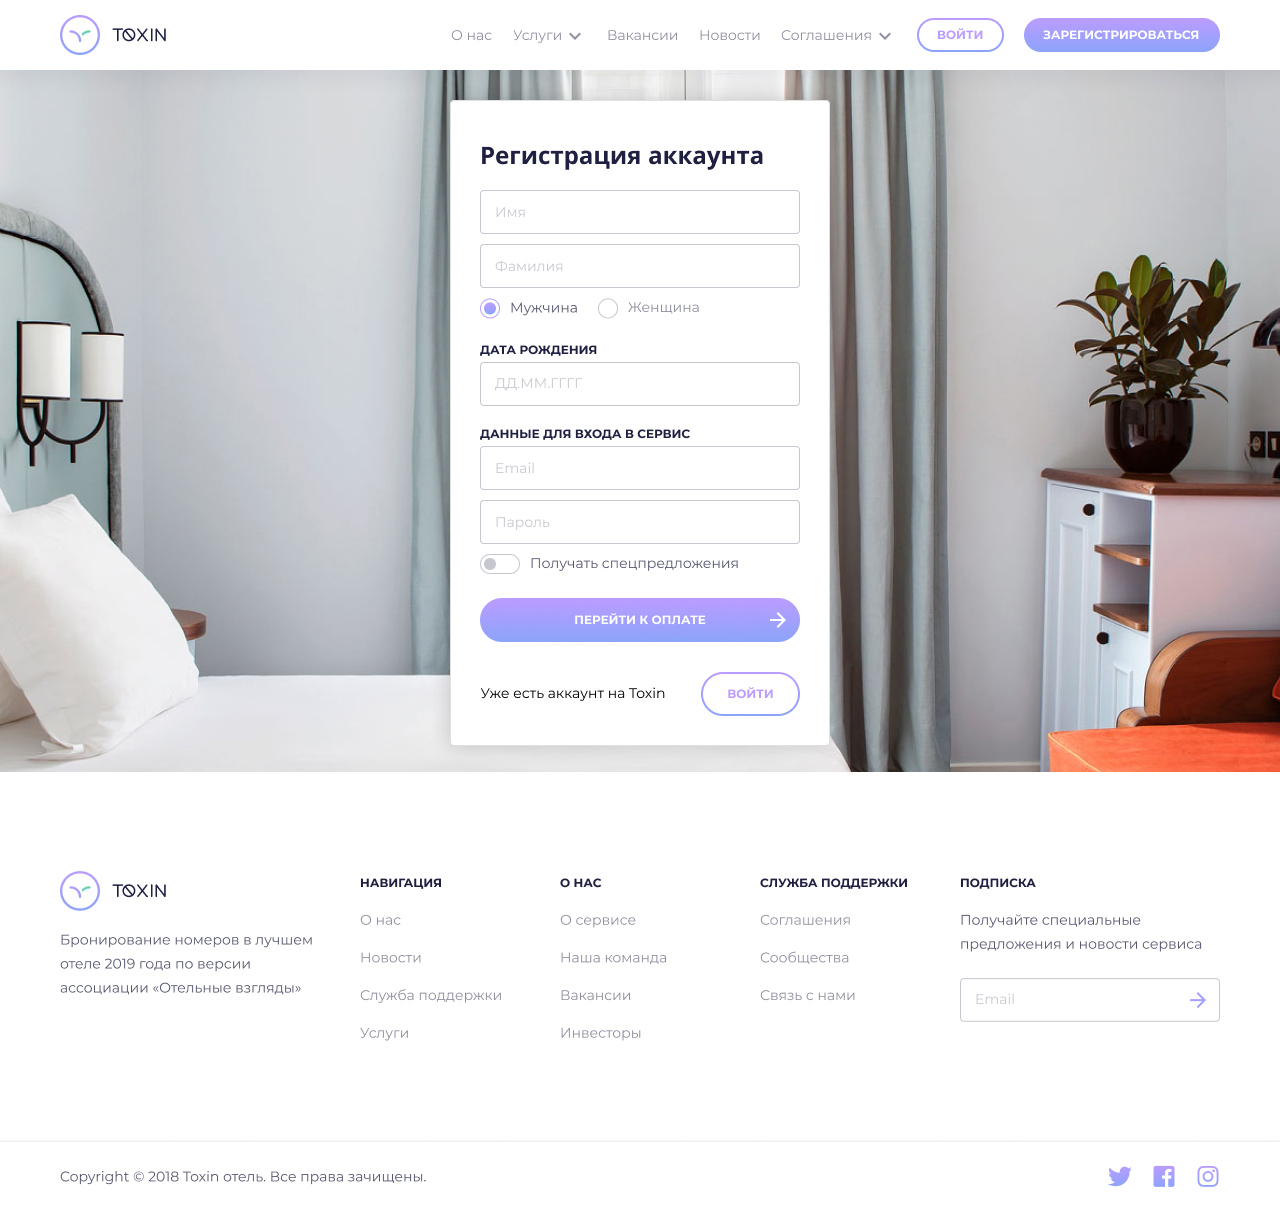 TOXIN
О нас
Услуги
Вакансии
Новости
Соглашения
ВОЙТИ
ЗАРЕГИСТРИРОВАТЬСЯ
Регистрация аккаунта
Имя
Фамилия
Мужчина
Женщина
ДАТА РОЖДЕНИЯ
ДД.ММ.ГГГГ
ДАННЫЕ ДЛЯ ВХОДА В СЕРВИС
Email
Пароль
Получать спецпредложения
ПЕРЕЙТИ К ОПЛАТЕ
Уже есть аккаунт на Toxin
ВОЙТИ
TOXIN
Бронирование номеров в лучшем
отеле 2019 года по версии
ассоциации «Отельные взгляды»
НАВИГАЦИЯ
О нас
Новости
Служба поддержки
Услуги
О НАС
О сервисе
Наша команда
Вакансии
Инвесторы
СЛУЖБА ПОДДЕРЖКИ
Соглашения
Сообщества
Связь с нами
ПОДПИСКА
Получайте специальные
предложения и новости сервиса
Email
Copyright © 2018 Toxin отель. Все права зачищены.